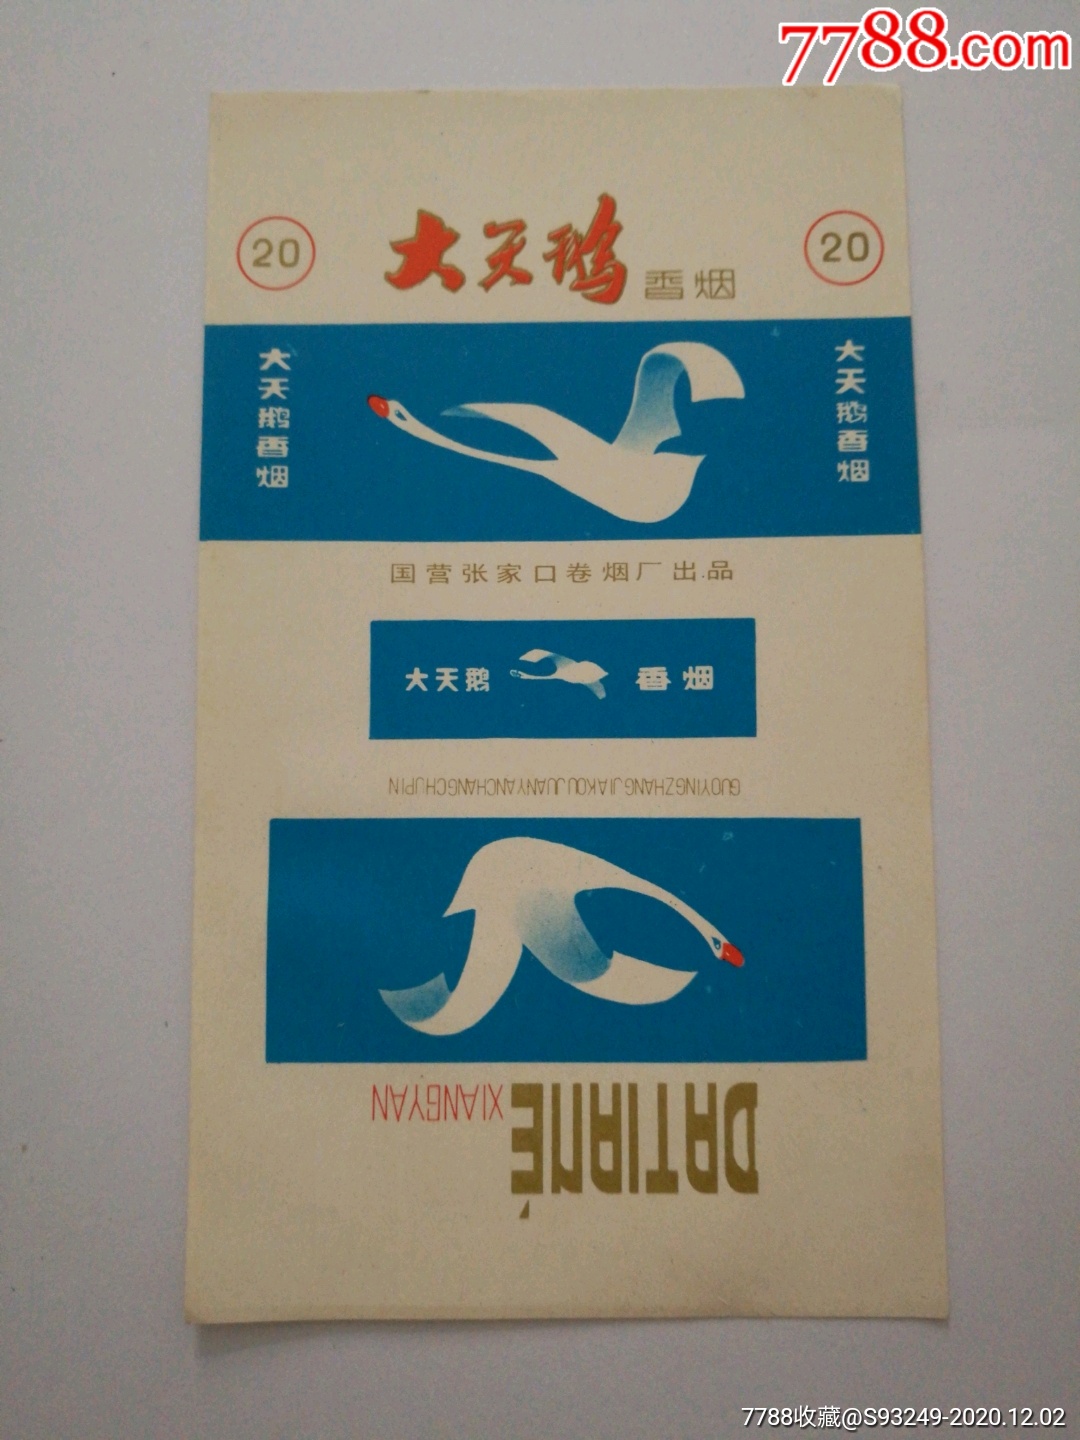 7788.com
20
大天鹅 香烟
20
大天鹅香烟
大天鹅香烟
国营张家口卷烟厂出品
大天鹅 香烟
GUOYINGZHANGJIAKOUJUANYANCHANGCHUPIN
DATIANÉ XIANGYAN
7788收藏@S93249-2020.12.02